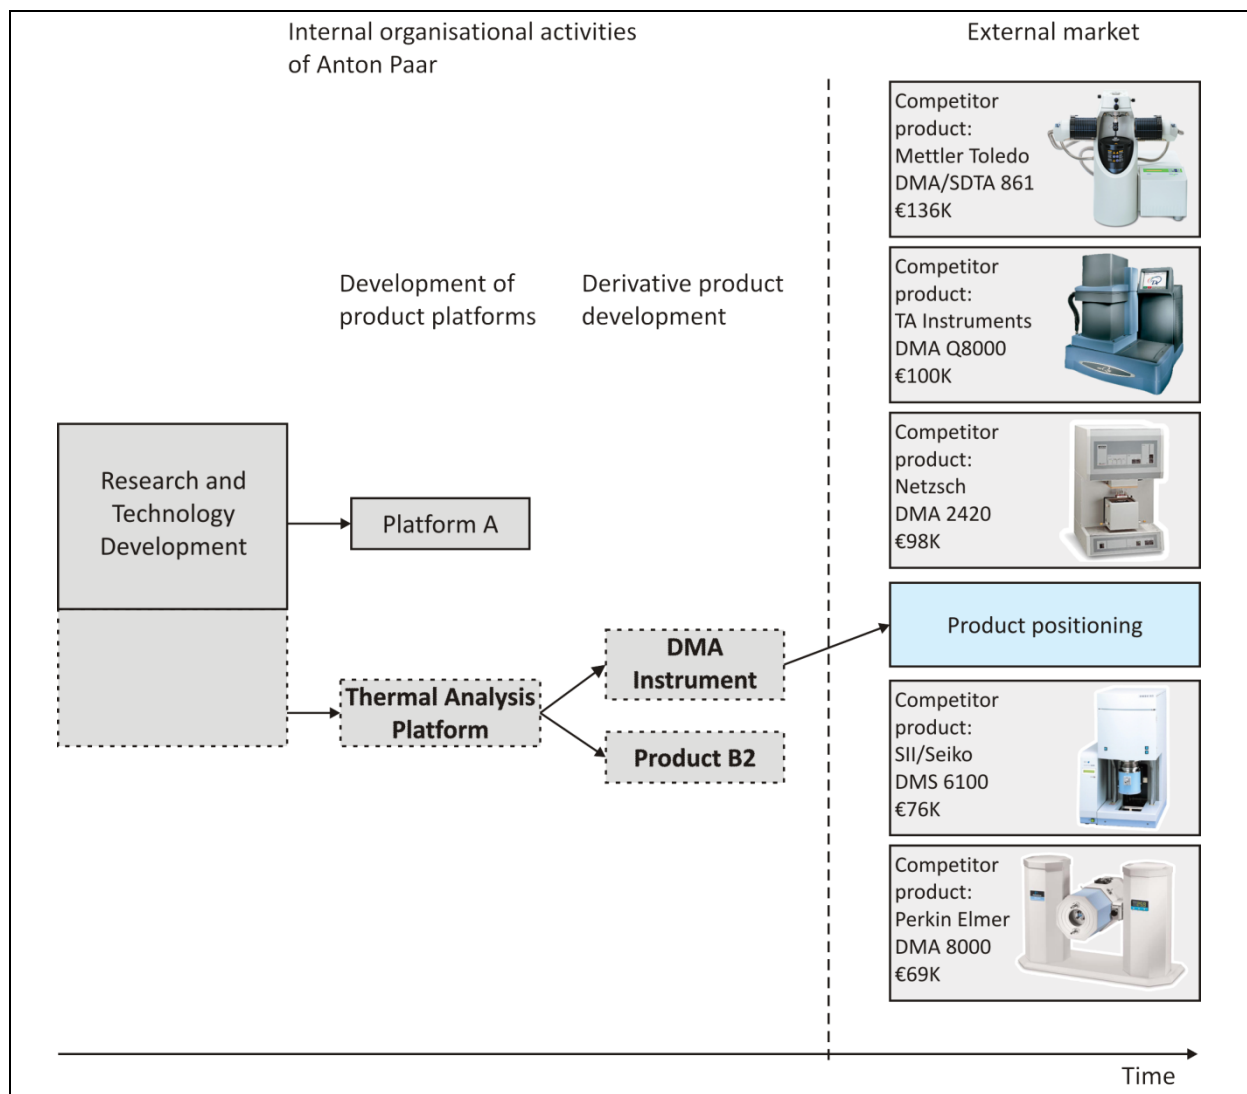 Internal organisational activities
of Anton Paar
External market
Competitor
product:
Mettler Toledo
DMA/SDTA 861
€136K
Development of
product platforms
Derivative product
development
Competitor
product:
TA Instruments
DMA Q8000
€100K
Research and
Technology
Development
Platform A
Competitor
product:
Netzsch
DMA 2420
€98K
Thermal Analysis
Platform
DMA
Instrument
Product B2
Product positioning
Competitor
product:
SII/Seiko
DMS 6100
€76K
Competitor
product:
Perkin Elmer
DMA 8000
€69K
Time